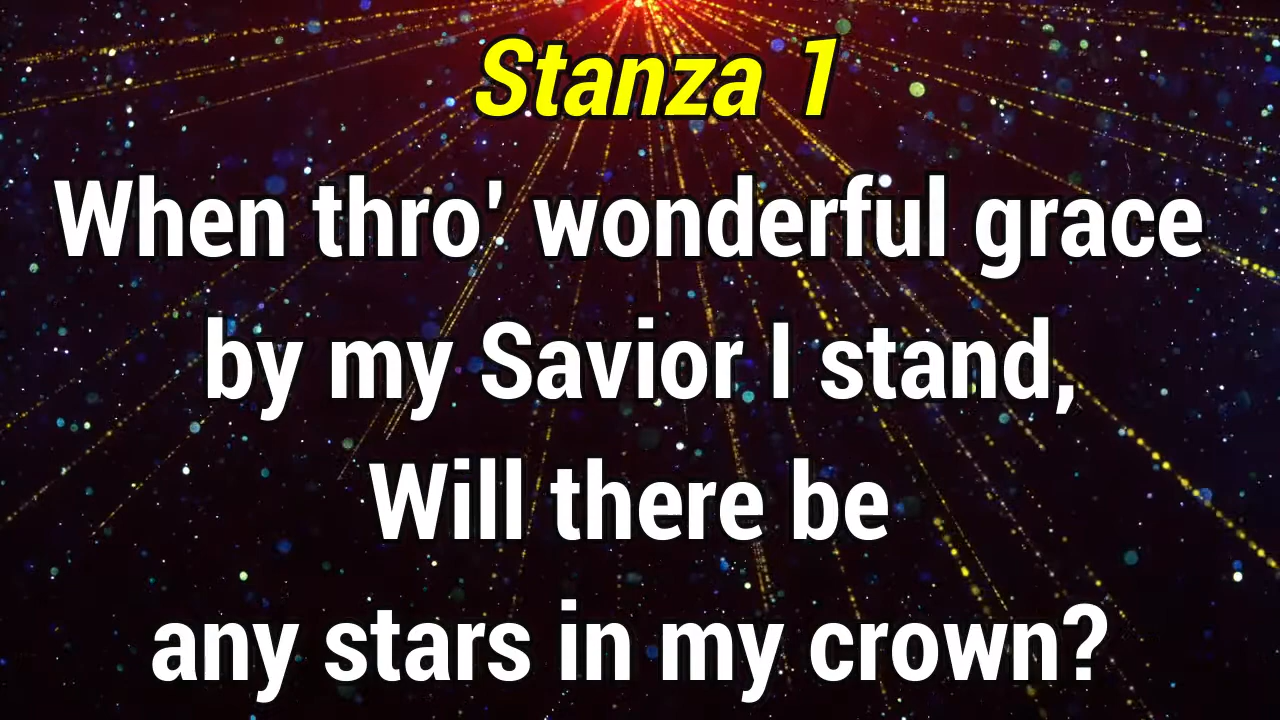 Stanza 1
When thro' wonderful grace
by my Savior I stand,
Will there be
any stars in my crown?